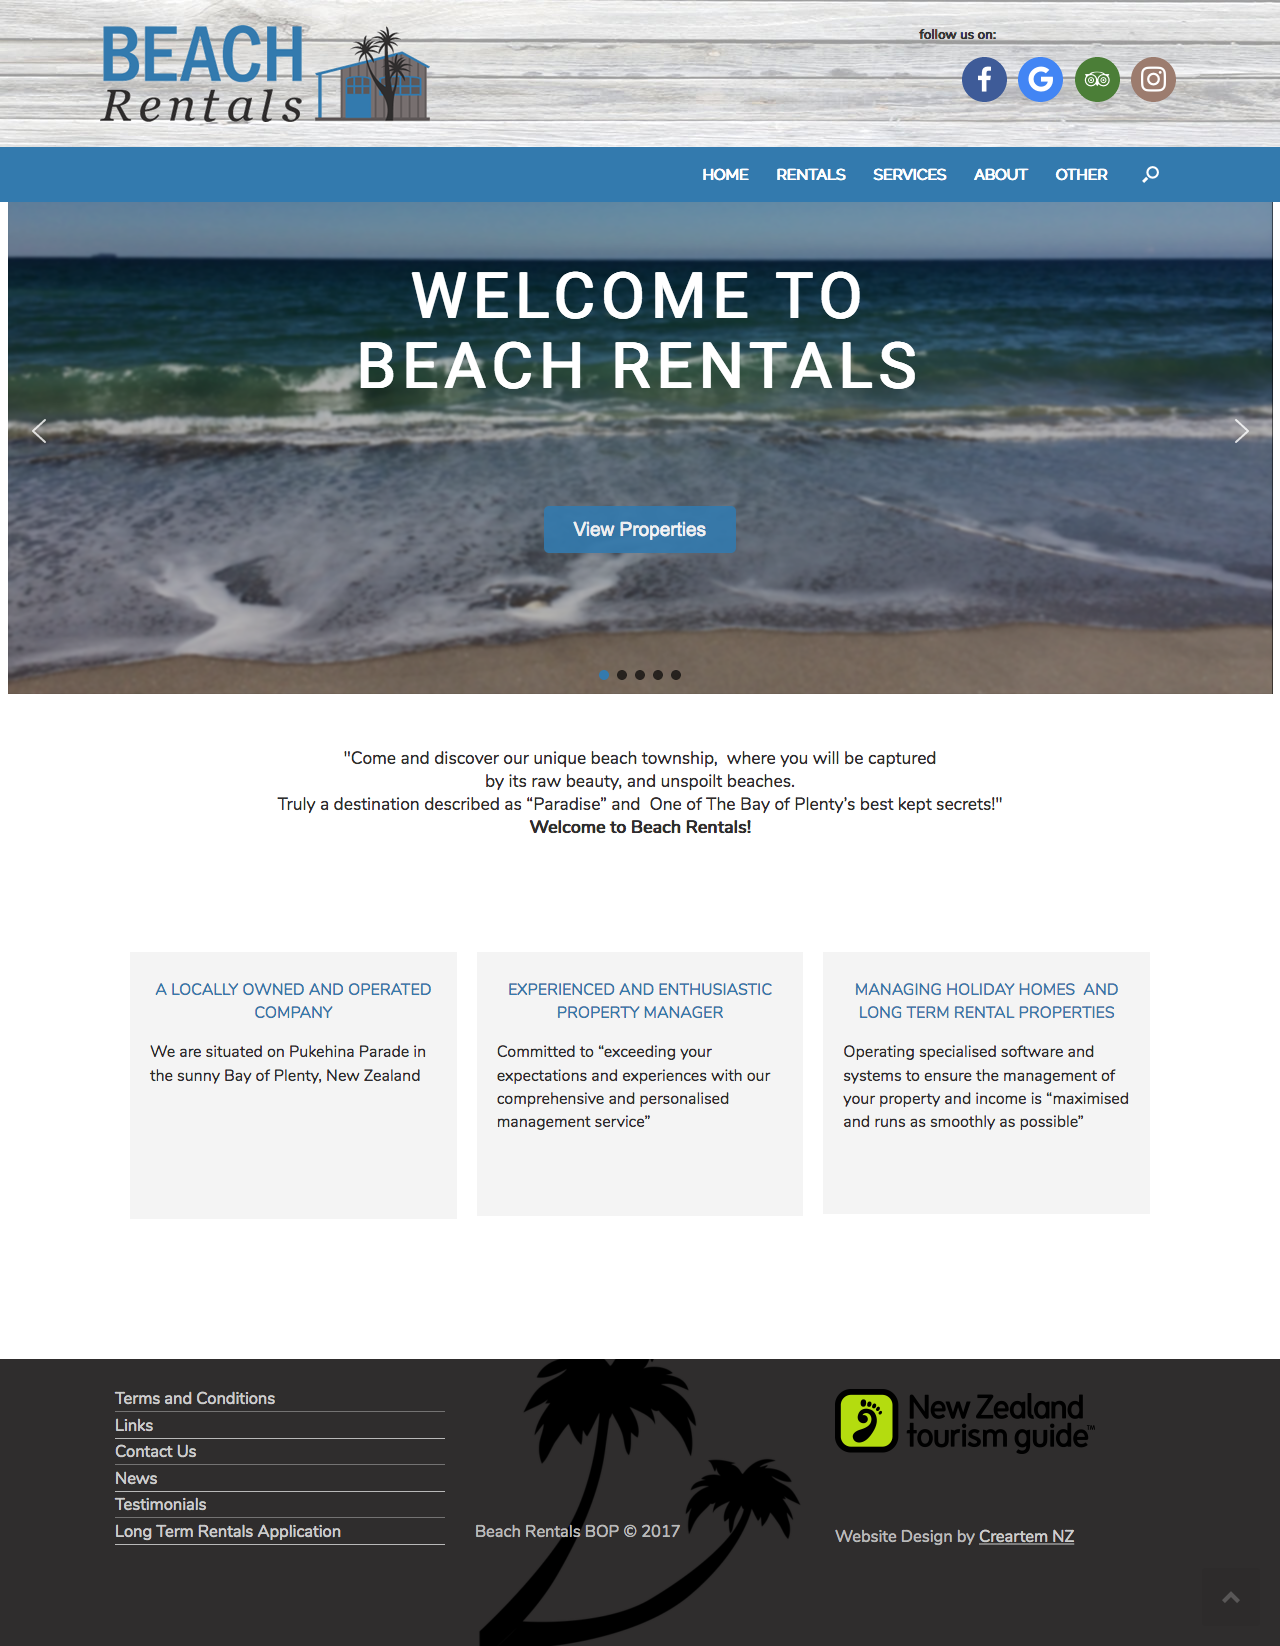 BEACH
Rentals
follow us on:
HOME RENTALS SERVICES ABOUT OTHER
WELCOME TO
BEACH RENTALS
View Properties
"Come and discover our unique beach township,  where you will be captured
by its raw beauty, and unspoilt beaches.
Truly a destination described as “Paradise” and  One of The Bay of Plenty’s best kept secrets!"
Welcome to Beach Rentals!
A LOCALLY OWNED AND OPERATED
COMPANY
We are situated on Pukehina Parade in
the sunny Bay of Plenty, New Zealand
EXPERIENCED AND ENTHUSIASTIC
PROPERTY MANAGER
Committed to “exceeding your
expectations and experiences with our
comprehensive and personalised
management service”
MANAGING HOLIDAY HOMES  AND
LONG TERM RENTAL PROPERTIES
Operating specialised software and
systems to ensure the management of
your property and income is “maximised
and runs as smoothly as possible”
Terms and Conditions
Links
Contact Us
News
Testimonials
Long Term Rentals Application
Beach Rentals BOP © 2017
New Zealand
tourism guide™
Website Design by Creartem NZ